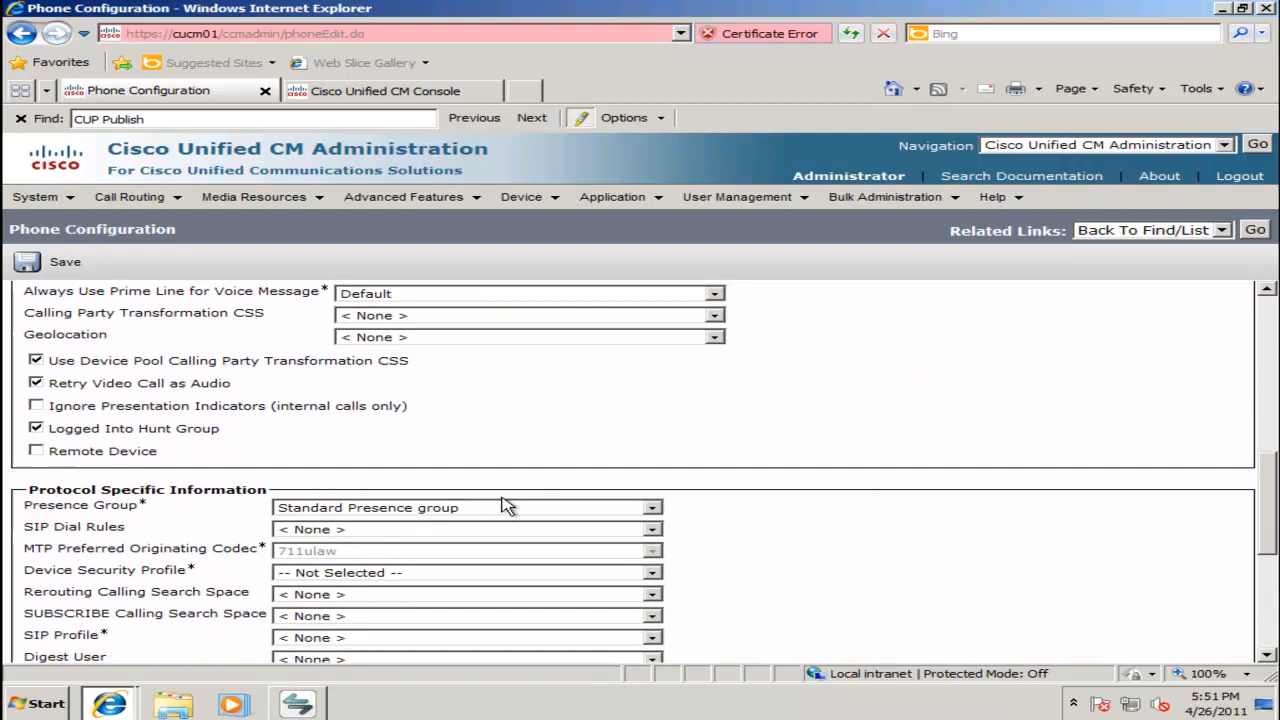 Phone Configuration - Windows Internet Explorer
https://cucm01/ccmadmin/phoneEdit.do
Certificate Error
Bing
Favorites
Suggested Sites
Web Slice Gallery
Phone Configuration
Cisco Unified CM Console
Page
Safety
Tools
Find: CUP Publish
Previous
Next
Options
cisco
Cisco Unified CM Administration
For Cisco Unified Communications Solutions
Navigation Cisco Unified CM Administration Go
Administrator | Search Documentation | About | Logout
System
Call Routing
Media Resources
Advanced Features
Device
Application
User Management
Bulk Administration
Help
Phone Configuration
Related Links: Back To Find/List Go
Save
Always Use Prime Line for Voice Message* Default
Calling Party Transformation CSS < None >
Geolocation < None >
Use Device Pool Calling Party Transformation CSS
Retry Video Call as Audio
Ignore Presentation Indicators (internal calls only)
Logged Into Hunt Group
Remote Device
Protocol Specific Information
Presence Group* Standard Presence group
SIP Dial Rules < None >
MTP Preferred Originating Codec* 711ulaw
Device Security Profile* -- Not Selected --
Rerouting Calling Search Space < None >
SUBSCRIBE Calling Search Space < None >
SIP Profile* < None >
Digest User < None >
Local intranet | Protected Mode: Off
100%
Start
5:51 PM
4/26/2011